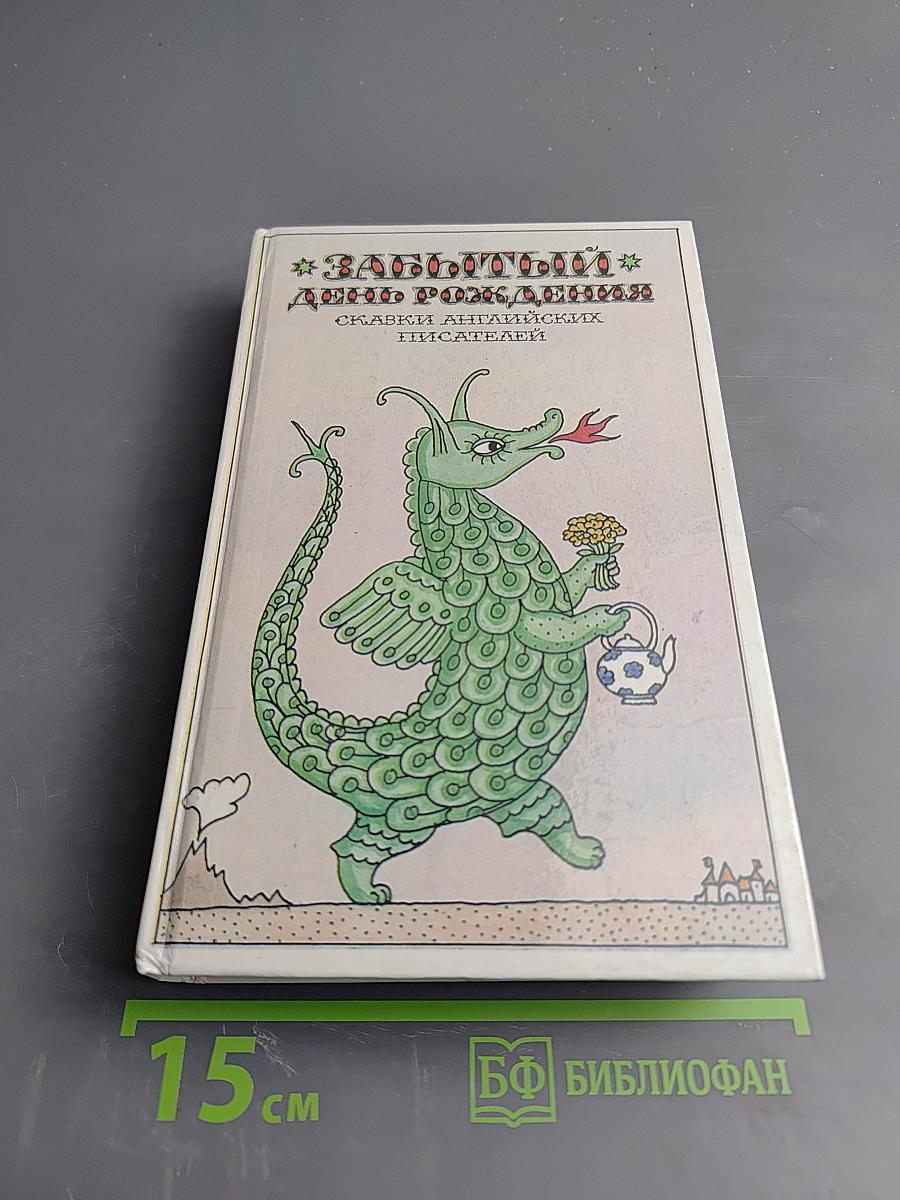 ЗАБЫТЫЙ
ДЕНЬ РОЖДЕНИЯ
СКАЗКИ АНГЛИЙСКИХ
ПИСАТЕЛЕЙ
15 см
БФ БИБЛИОФАН